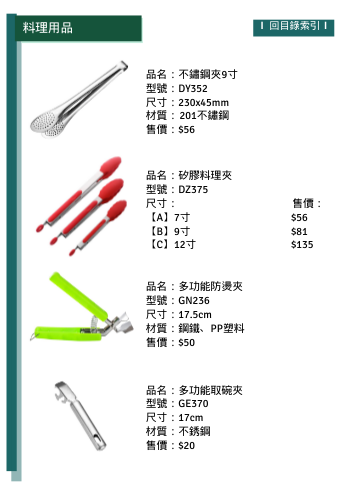 料理用品
I 回目錄索引 I
品名：不鏽鋼夾9寸
型號：DY352
尺寸：230x45mm
材質： 201不鏽鋼
售價：$56
品名：矽膠料理夾
型號：DZ375
尺寸： 售價：
【A】7寸 $56
【B】9寸 $81
【C】12寸 $135
品名：多功能防燙夾
型號：GN236
尺寸：17.5cm
材質：鋼鐵、PP塑料
售價：$50
品名：多功能取碗夾
型號：GE370
尺寸：17cm
材質：不銹鋼
售價：$20